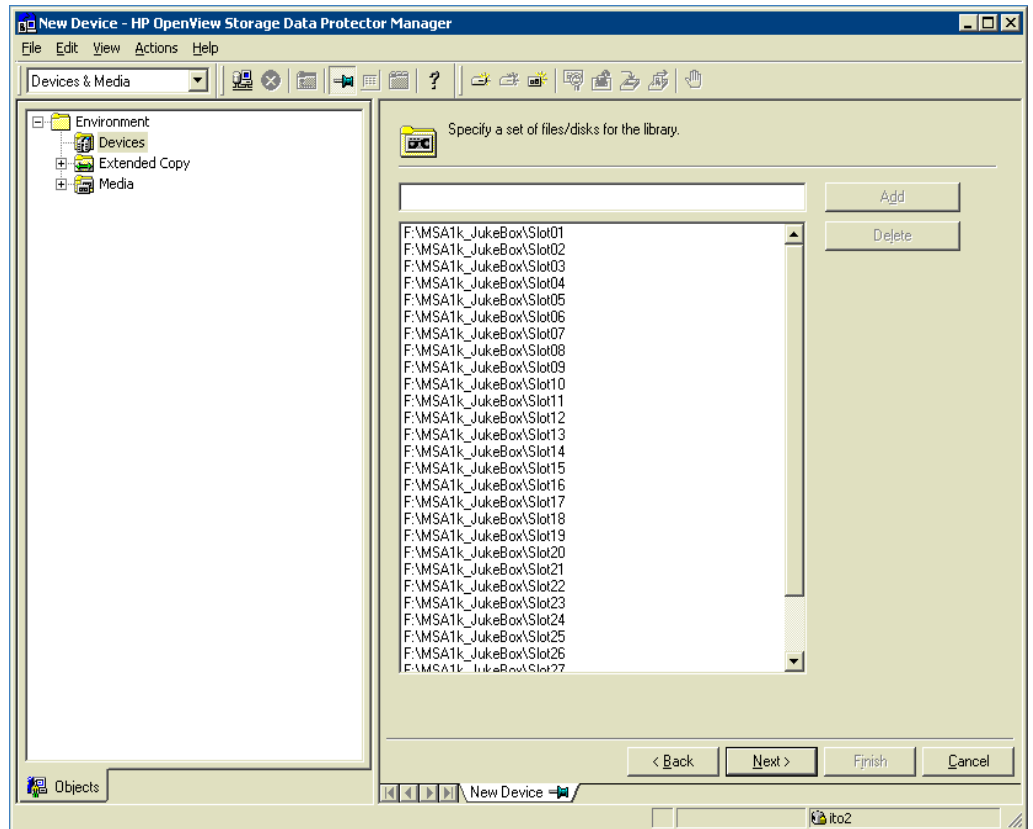 New Device - HP OpenView Storage Data Protector Manager
File Edit View Actions Help
Devices & Media
Environment
Devices
Extended Copy
Media
Specify a set of files/disks for the library.
Add
Delete
F:\MSA1k_JukeBox\Slot01
F:\MSA1k_JukeBox\Slot02
F:\MSA1k_JukeBox\Slot03
F:\MSA1k_JukeBox\Slot04
F:\MSA1k_JukeBox\Slot05
F:\MSA1k_JukeBox\Slot06
F:\MSA1k_JukeBox\Slot07
F:\MSA1k_JukeBox\Slot08
F:\MSA1k_JukeBox\Slot09
F:\MSA1k_JukeBox\Slot10
F:\MSA1k_JukeBox\Slot11
F:\MSA1k_JukeBox\Slot12
F:\MSA1k_JukeBox\Slot13
F:\MSA1k_JukeBox\Slot14
F:\MSA1k_JukeBox\Slot15
F:\MSA1k_JukeBox\Slot16
F:\MSA1k_JukeBox\Slot17
F:\MSA1k_JukeBox\Slot18
F:\MSA1k_JukeBox\Slot19
F:\MSA1k_JukeBox\Slot20
F:\MSA1k_JukeBox\Slot21
F:\MSA1k_JukeBox\Slot22
F:\MSA1k_JukeBox\Slot23
F:\MSA1k_JukeBox\Slot24
F:\MSA1k_JukeBox\Slot25
F:\MSA1k_JukeBox\Slot26
F:\MSA1k_JukeBox\Slot27
< Back Next > Finish Cancel
Objects
New Device
ito2